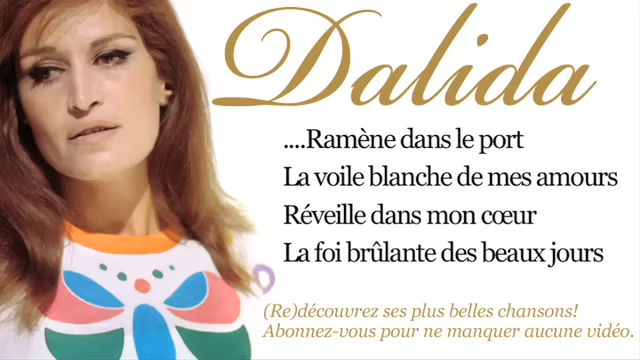 Dalida
....Ramène dans le port
La voile blanche de mes amours
Réveille dans mon cœur
La foi brûlante des beaux jours
(Re)découvrez ses plus belles chansons!
Abonnez-vous pour ne manquer aucune vidéo.